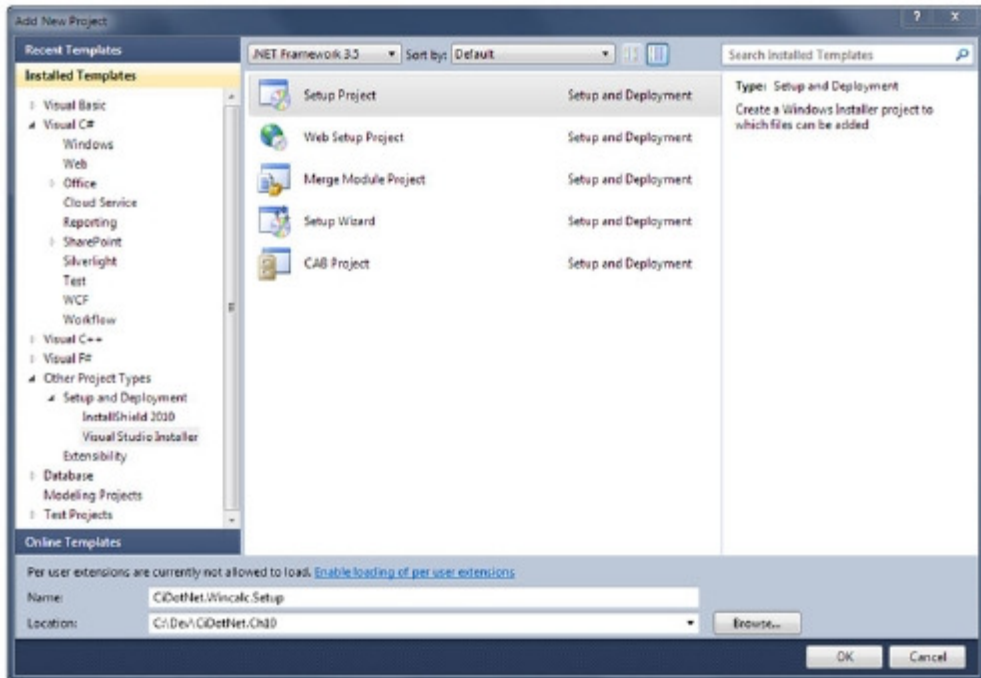 Add New Project
Recent Templates
Installed Templates
Visual Basic
Visual C#
Windows
Web
Office
Cloud Service
Reporting
SharePoint
Silverlight
Test
WCF
Workflow
Visual C++
Visual F#
Other Project Types
Setup and Deployment
InstallShield 2010
Visual Studio Installer
Extensibility
Database
Modeling Projects
Test Projects
Online Templates
.NET Framework 3.5 Sort by: Default
Setup Project Setup and Deployment
Web Setup Project Setup and Deployment
Merge Module Project Setup and Deployment
Setup Wizard Setup and Deployment
CAB Project Setup and Deployment
Search Installed Templates
Type: Setup and Deployment
Create a Windows Installer project to
which files can be added
Per user extensions are currently not allowed to load. Enable loading of per user extensions
Name: CiDotNet.Wincalc.Setup
Location: C:\Dev\CiDotNet.Ch10
Browse...
OK Cancel